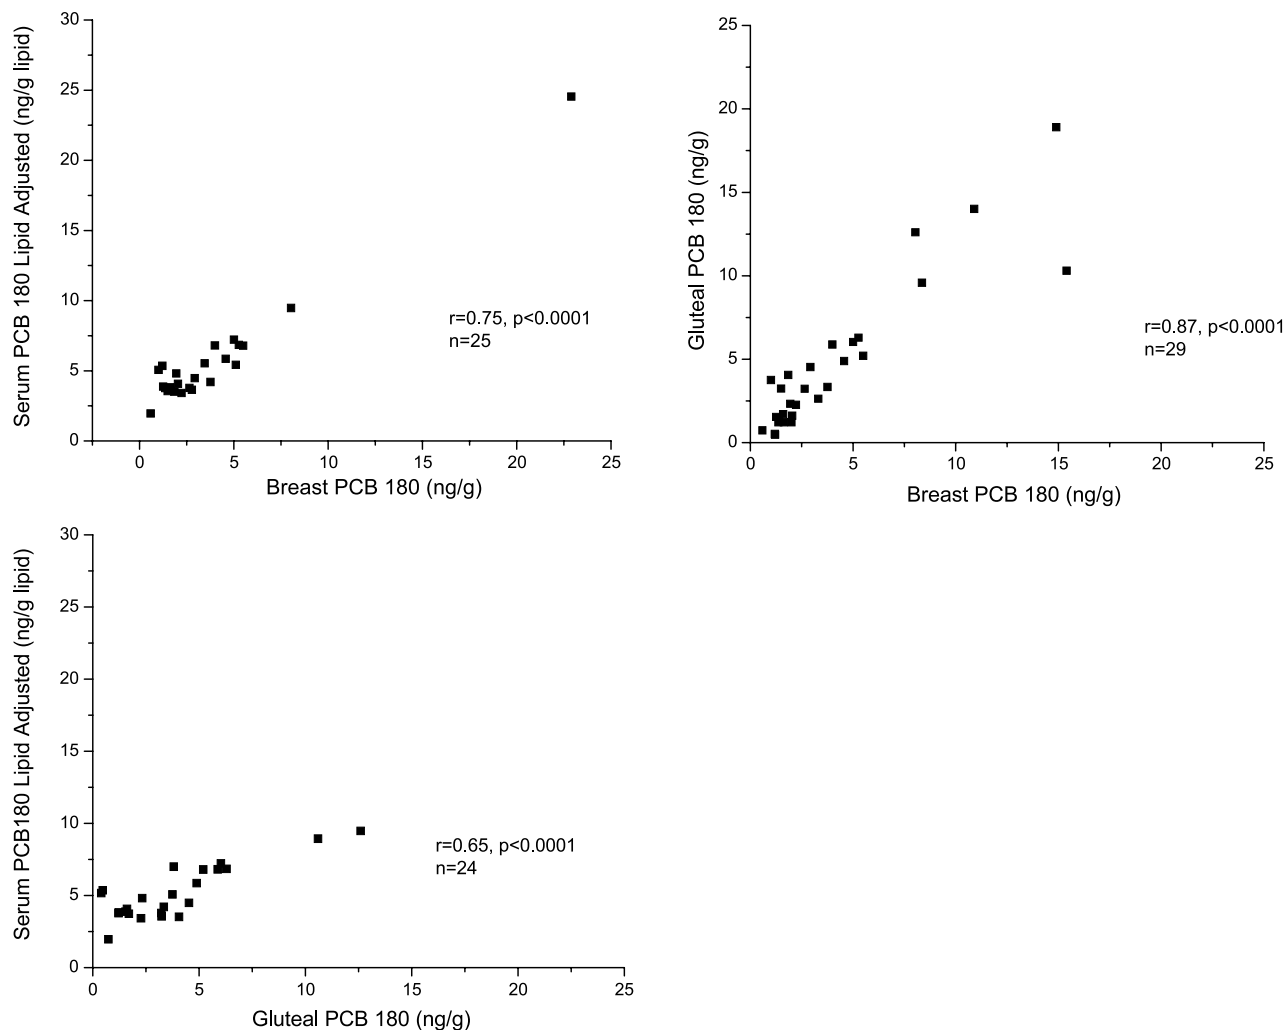 Serum PCB 180 Lipid Adjusted (ng/g lipid)
30
25
20
15
10
5
0
r=0.75, p<0.0001
n=25
0 5 10 15 20 25
Breast PCB 180 (ng/g)
Gluteal PCB 180 (ng/g)
25
20
15
10
5
0
r=0.87, p<0.0001
n=29
0 5 10 15 20 25
Breast PCB 180 (ng/g)
Serum PCB180 Lipid Adjusted (ng/g lipid)
30
25
20
15
10
5
0
r=0.65, p<0.0001
n=24
0 5 10 15 20 25
Gluteal PCB 180 (ng/g)